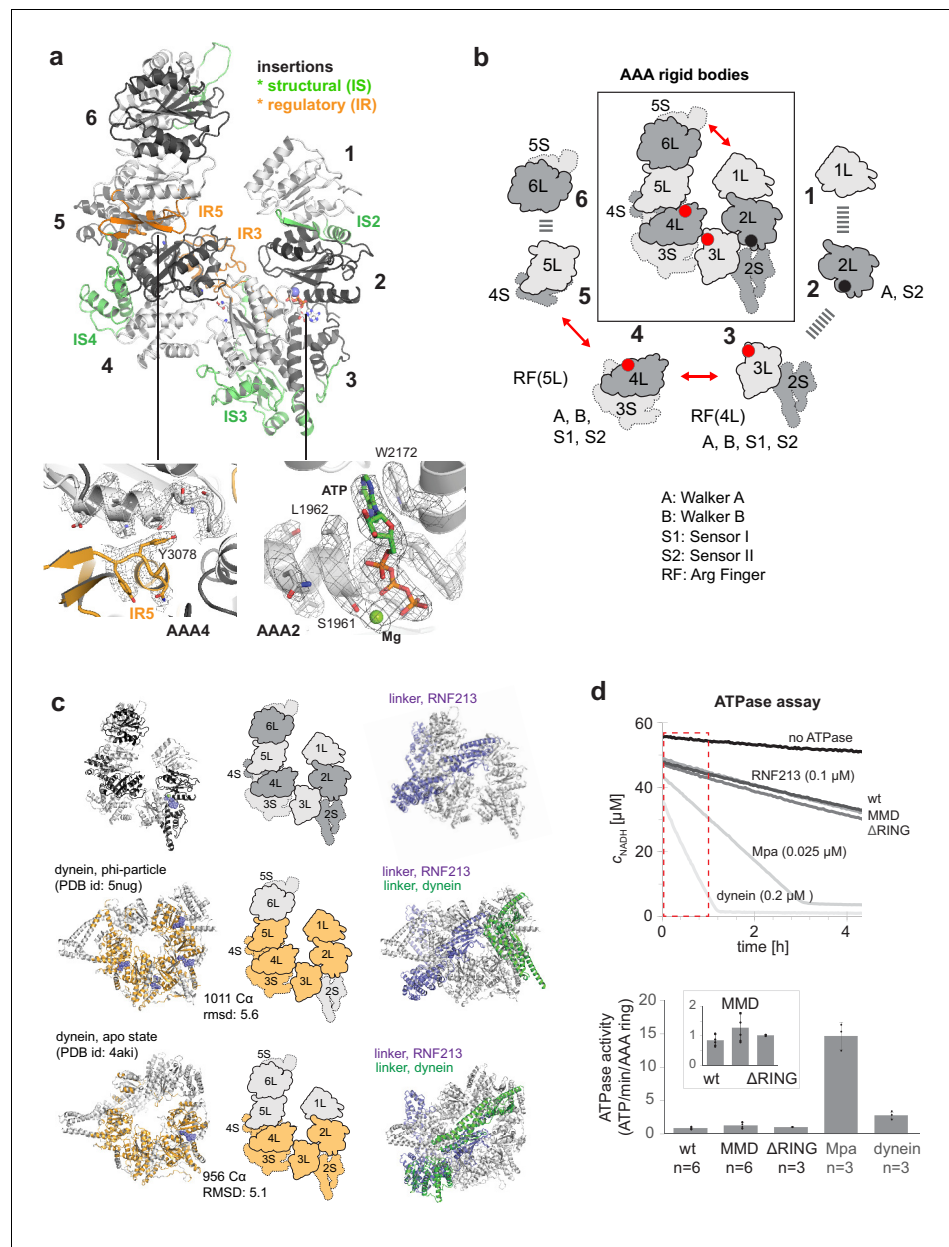 a
insertions
* structural (IS)
* regulatory (IR)
6
1
5
IR5
IR3
IS2
2
IS4
4
3
IS3
W2172
ATP
L1962
Y3078
IR5
AAA4
S1961
AAA2
Mg
b
AAA rigid bodies
5S
6L
1L
5L
2L
4S
4L
3L
3S
2S
5S
6L
6
1L
1
5L
4S
5
2L
2
A, S2
4
3
RF(5L)
4L
3S
3L
2S
A, B,
S1, S2
RF(4L)
A, B, S1, S2
A: Walker A
B: Walker B
S1: Sensor I
S2: Sensor II
RF: Arg Finger
c
linker, RNF213
6L
5L
1L
4S
4L
2L
3S
3L
2S
dynein, phi-particle
(PDB id: 5nug)
5S
6L
5L
1L
4S
4L
2L
3S
3L
2S
1011 Cα
rmsd: 5.6
linker, RNF213
linker, dynein
dynein, apo state
(PDB id: 4aki)
5S
6L
5L
1L
4S
4L
2L
3S
3L
2S
956 Cα
RMSD: 5.1
linker, RNF213
linker, dynein
d
ATPase assay
60
40
20
0
cNADH [μM]
no ATPase
RNF213 (0.1 μM)
wt
MMD
ΔRING
Mpa (0.025 μM)
dynein (0.2 μM)
0
2
4
time [h]
20
15
10
5
0
ATPase activity
(ATP/min/AAA ring)
MMD
2
1
0
wt
ΔRING
wt MMD ΔRING Mpa dynein
n=6 n=6 n=3 n=3 n=3